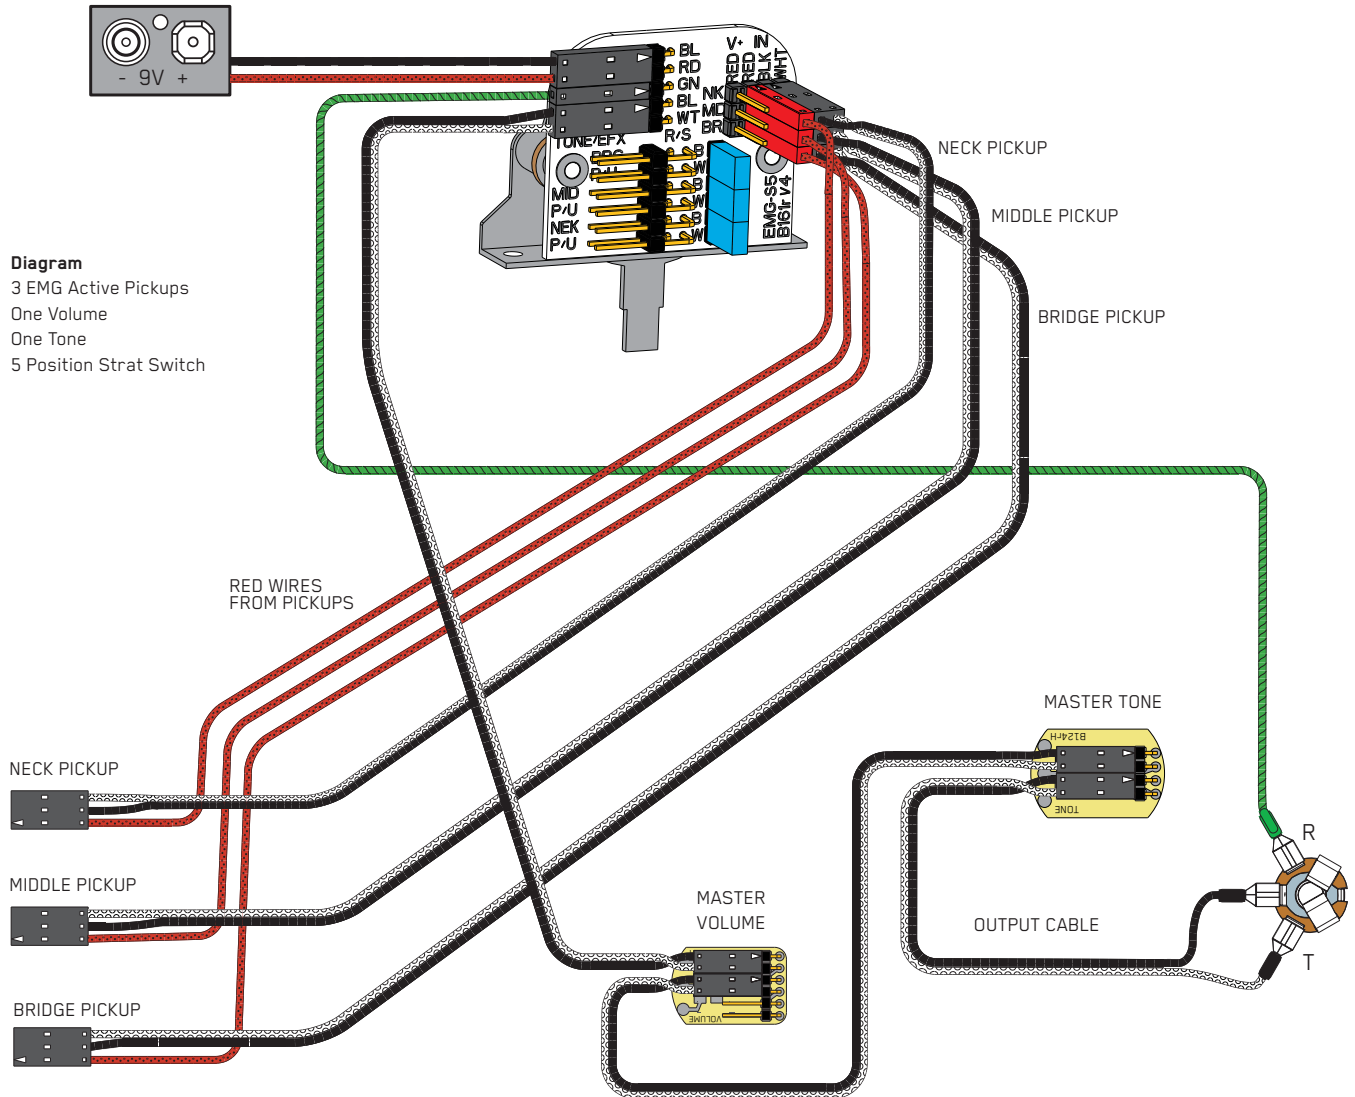 - 9V +
BL
RD
GN
BL
WT
R/S
TONE/EFX
B
W
B
W
B
W
MID
P/U
NEK
P/U
V+ IN
RED
RED
BLK
WHT
NK
MD
BR
EMG-S5
B161r V4
NECK PICKUP
MIDDLE PICKUP
BRIDGE PICKUP
Diagram
3 EMG Active Pickups
One Volume
One Tone
5 Position Strat Switch
RED WIRES
FROM PICKUPS
MASTER TONE
B124rH
TONE
NECK PICKUP
MIDDLE PICKUP
BRIDGE PICKUP
MASTER
VOLUME
VOLUME
OUTPUT CABLE
R
T